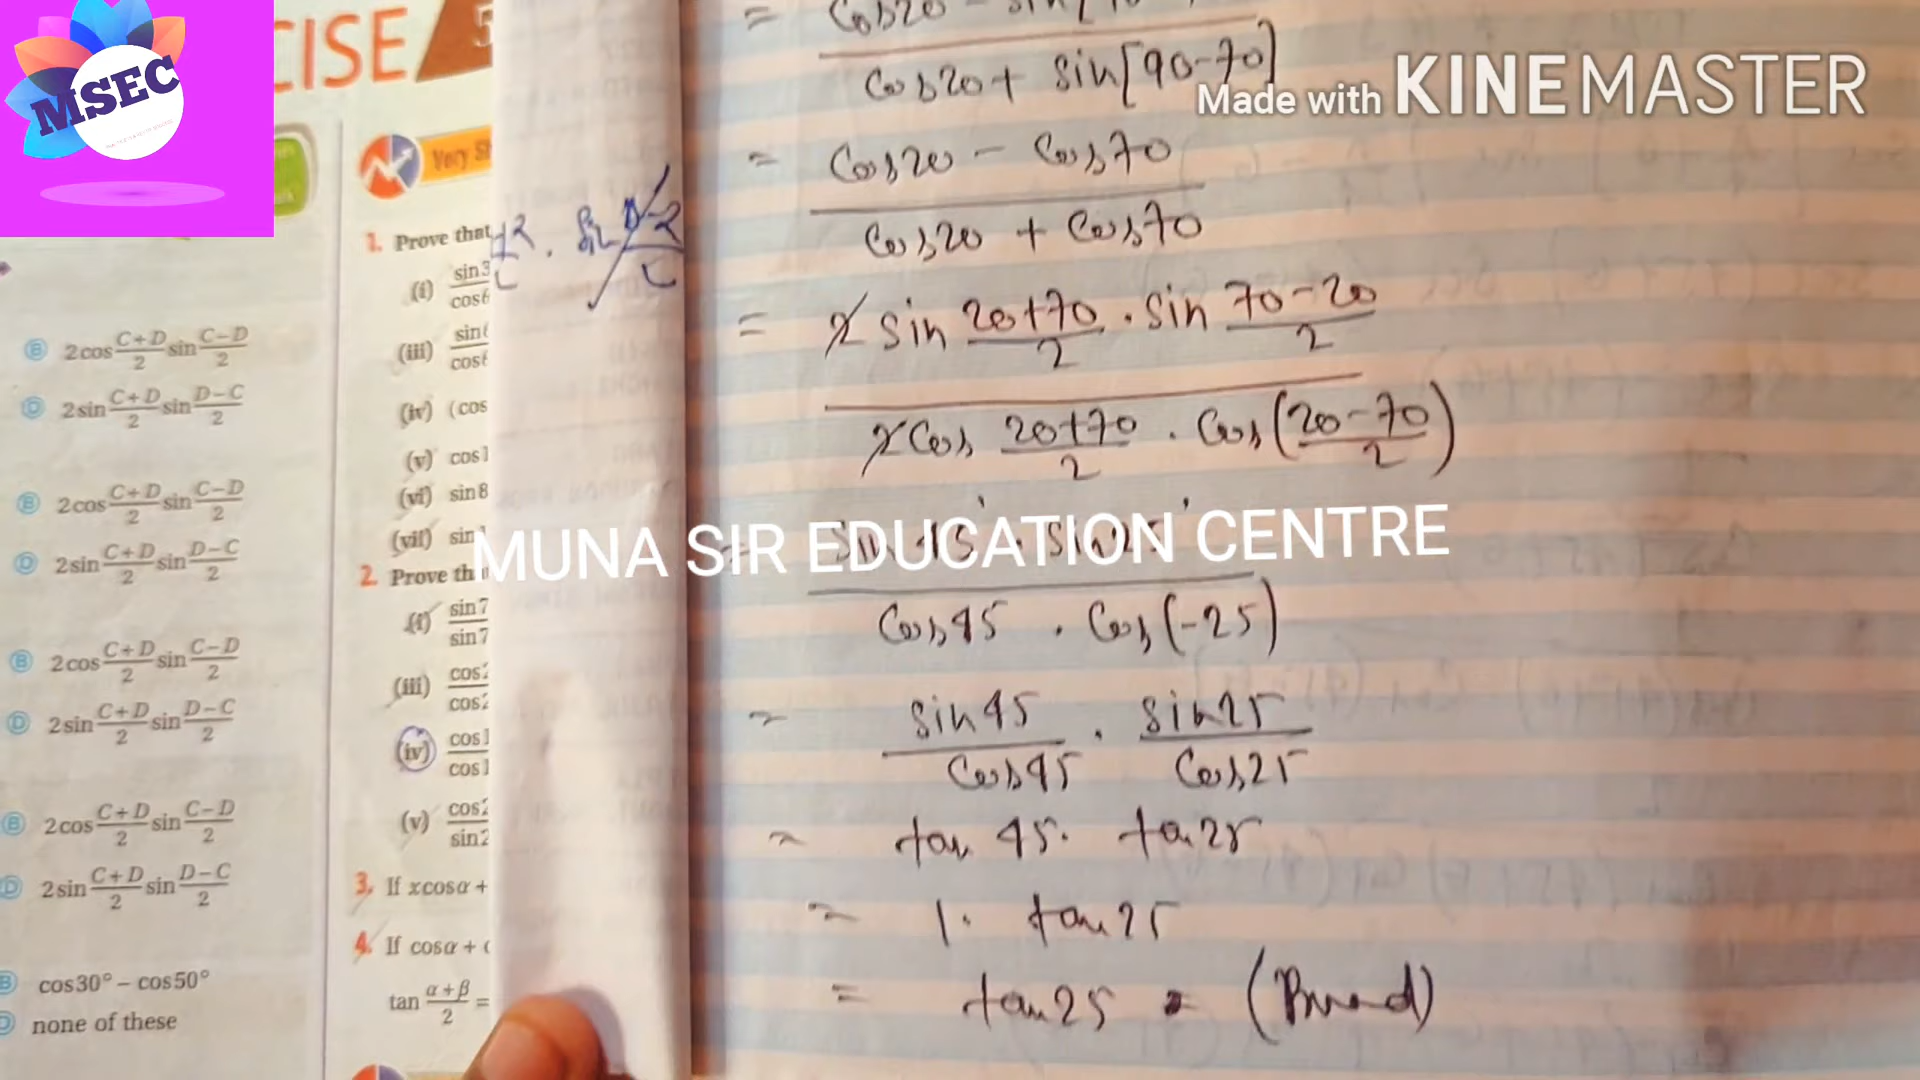 MSEC
CISE 5
Made with KINEMASTER
B 2cos C+D/2 sin C−D/2
D 2sin C+D/2 sin D−C/2
B 2cos C+D/2 sin C−D/2
D 2sin C+D/2 sin D−C/2
B 2cos C+D/2 sin C−D/2
D 2sin C+D/2 sin D−C/2
B 2cos C+D/2 sin C−D/2
D 2sin C+D/2 sin D−C/2
B cos30° − cos50°
D none of these
Very S
1. Prove that
(i) sin3 / cos6
(iii) sin6 / cos6
(iv) (cos
(v) cos1
(vi) sin8
(vii) sin
2. Prove th
(i) sin7 / sin7
(iii) cos2 / cos2
(iv) cos1 / cos1
(v) cos2 / sin2
3. If xcosα +
4. If cosα +
tan α+β/2 =
cos20 + sin[90-70]
= cos20 − cos70
cos20 + cos70
= 2 sin 20+70/2 . sin 70−20/2
2 cos 20+70/2 . cos(20−70/2)
MUNA SIR EDUCATION CENTRE
cos45 . cos(-25)
= sin45/cos45 . sin25/cos25
= tan 45. tan25
= 1. tan25
= tan25 (Proved)